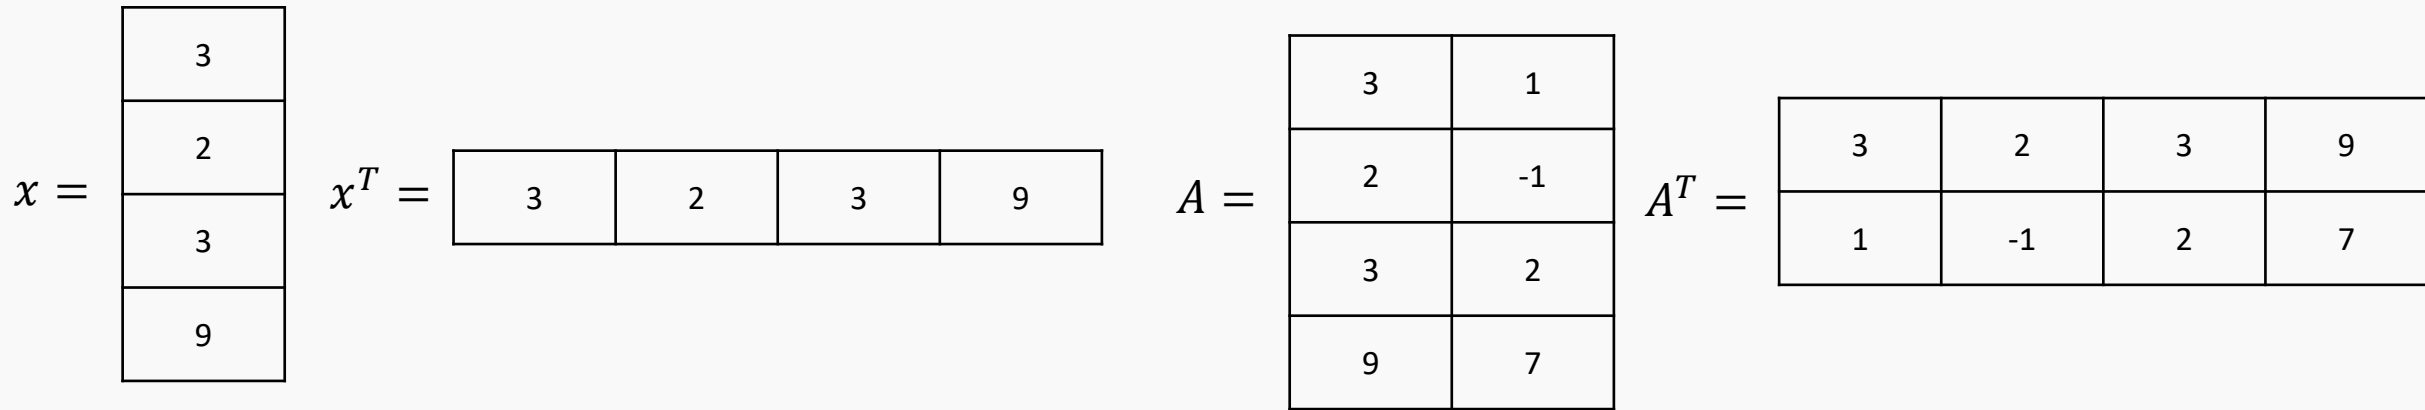 x =
3
2
3
9
x^T =
3 2 3 9
A =
3 1
2 -1
3 2
9 7
A^T =
3 2 3 9
1 -1 2 7